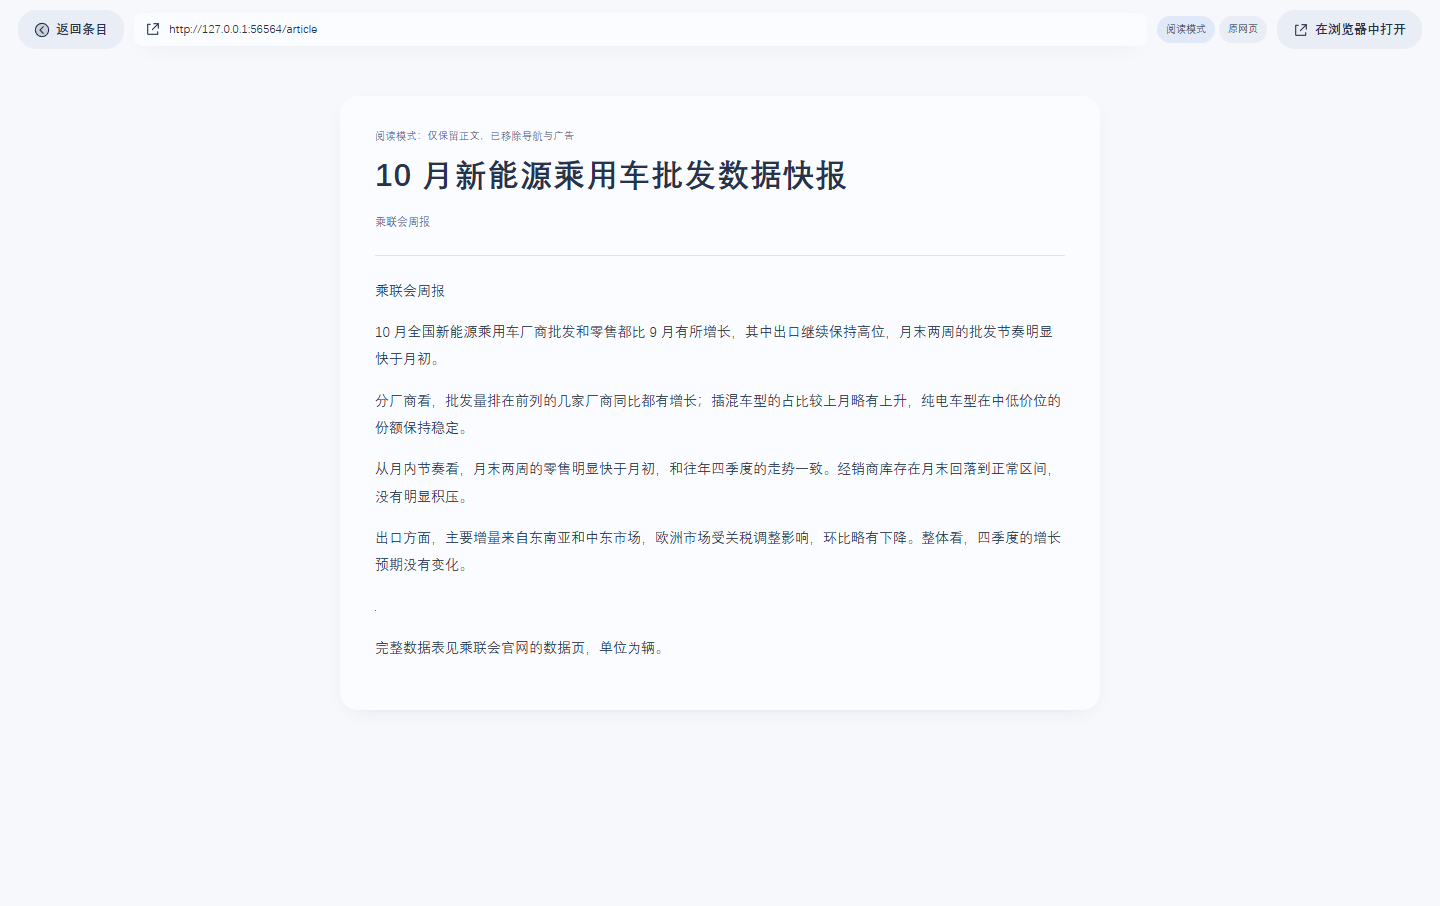 返回条目
http://127.0.0.1:56564/article
阅读模式
原网页
在浏览器中打开
阅读模式：仅保留正文，已移除导航与广告
10 月新能源乘用车批发数据快报
乘联会周报
乘联会周报
10 月全国新能源乘用车厂商批发和零售都比 9 月有所增长，其中出口继续保持高位，月末两周的批发节奏明显
快于月初。
分厂商看，批发量排在前列的几家厂商同比都有增长；插混车型的占比较上月略有上升，纯电车型在中低价位的
份额保持稳定。
从月内节奏看，月末两周的零售明显快于月初，和往年四季度的走势一致。经销商库存在月末回落到正常区间，
没有明显积压。
出口方面，主要增量来自东南亚和中东市场，欧洲市场受关税调整影响，环比略有下降。整体看，四季度的增长
预期没有变化。
.
完整数据表见乘联会官网的数据页，单位为辆。